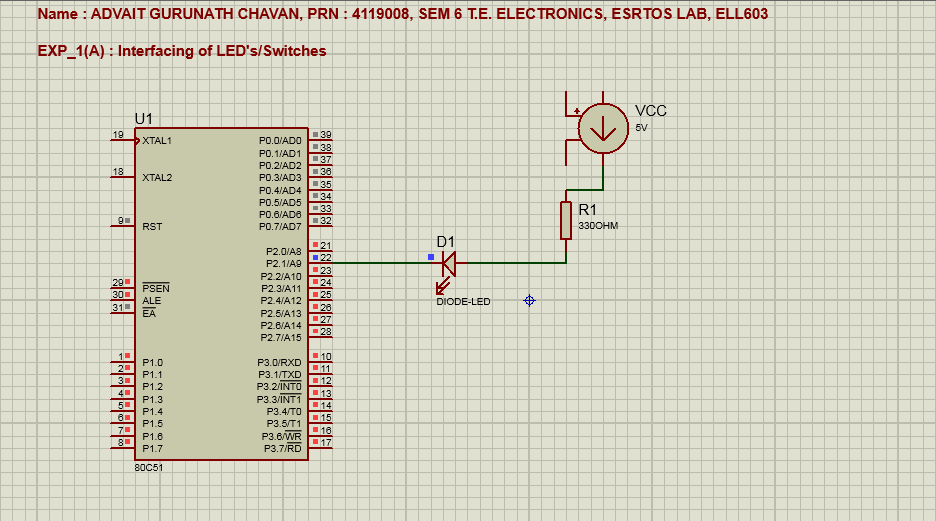 Name : ADVAIT GURUNATH CHAVAN, PRN : 4119008, SEM 6 T.E. ELECTRONICS, ESRTOS LAB, ELL603
EXP_1(A) : Interfacing of LED's/Switches
U1
19 XTAL1
18 XTAL2
9 RST
29 PSEN
30 ALE
31 EA
1 P1.0
2 P1.1
3 P1.2
4 P1.3
5 P1.4
6 P1.5
7 P1.6
8 P1.7
P0.0/AD0 39
P0.1/AD1 38
P0.2/AD2 37
P0.3/AD3 36
P0.4/AD4 35
P0.5/AD5 34
P0.6/AD6 33
P0.7/AD7 32
P2.0/A8 21
P2.1/A9 22
P2.2/A10 23
P2.3/A11 24
P2.4/A12 25
P2.5/A13 26
P2.6/A14 27
P2.7/A15 28
P3.0/RXD 10
P3.1/TXD 11
P3.2/INT0 12
P3.3/INT1 13
P3.4/T0 14
P3.5/T1 15
P3.6/WR 16
P3.7/RD 17
80C51
D1
DIODE-LED
R1
330OHM
+
VCC
5V